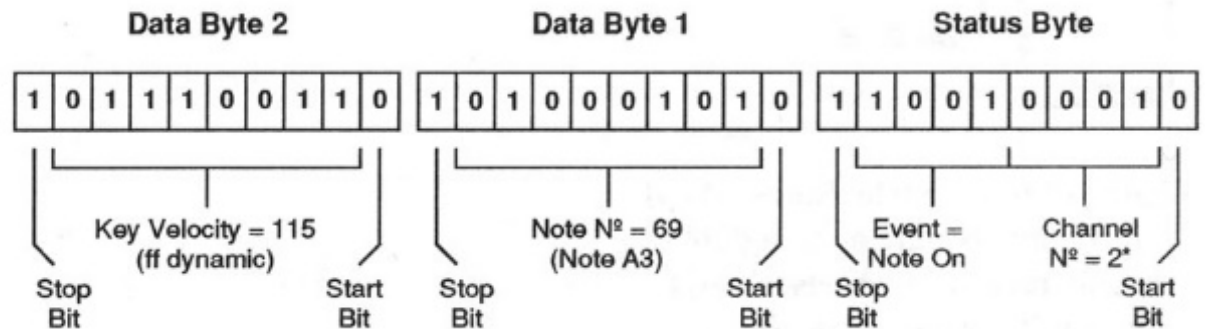 Data Byte 2 Data Byte 1 Status Byte
1 0 1 1 1 0 0 1 1 0 1 0 1 0 0 0 1 0 1 0 1 1 0 0 1 0 0 0 1 0
Key Velocity = 115
(ff dynamic)
Note Nº = 69
(Note A3)
Event =
Note On
Channel
Nº = 2*
Stop
Bit
Start
Bit
Stop
Bit
Start
Bit
Stop
Bit
Start
Bit